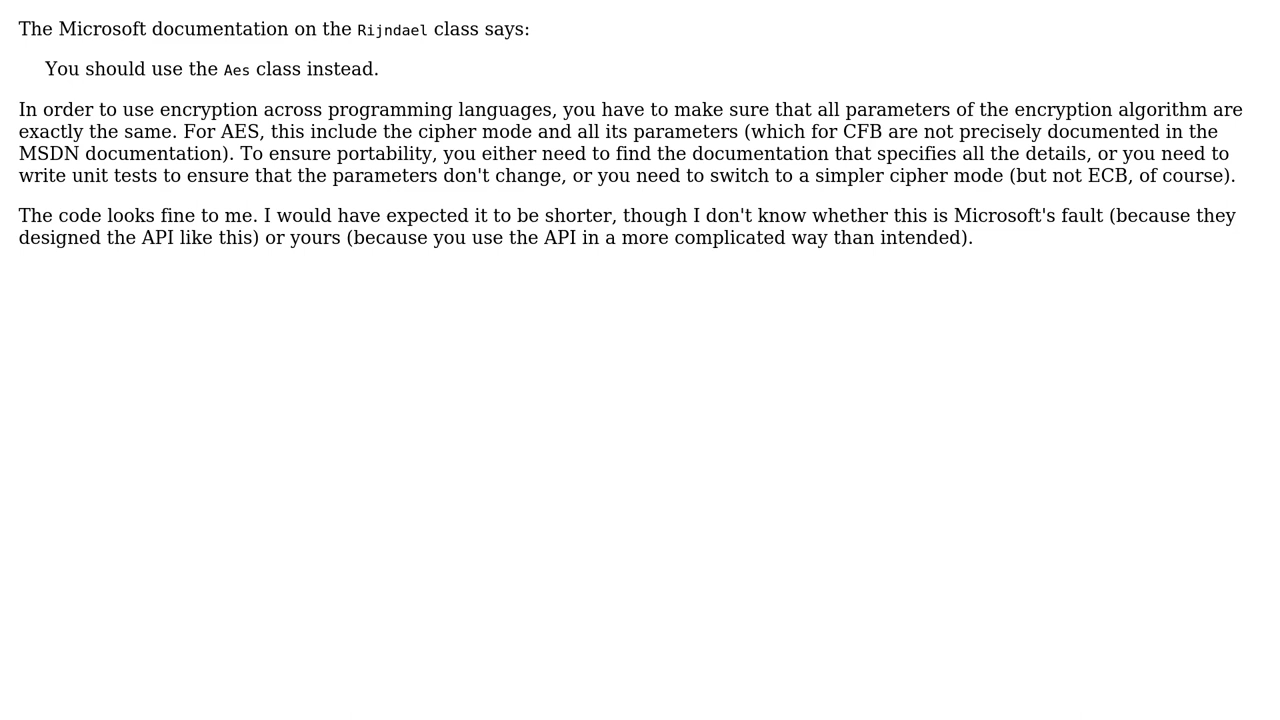 The Microsoft documentation on the Rijndael class says:
You should use the Aes class instead.
In order to use encryption across programming languages, you have to make sure that all parameters of the encryption algorithm are
exactly the same. For AES, this include the cipher mode and all its parameters (which for CFB are not precisely documented in the
MSDN documentation). To ensure portability, you either need to find the documentation that specifies all the details, or you need to
write unit tests to ensure that the parameters don't change, or you need to switch to a simpler cipher mode (but not ECB, of course).
The code looks fine to me. I would have expected it to be shorter, though I don't know whether this is Microsoft's fault (because they
designed the API like this) or yours (because you use the API in a more complicated way than intended).